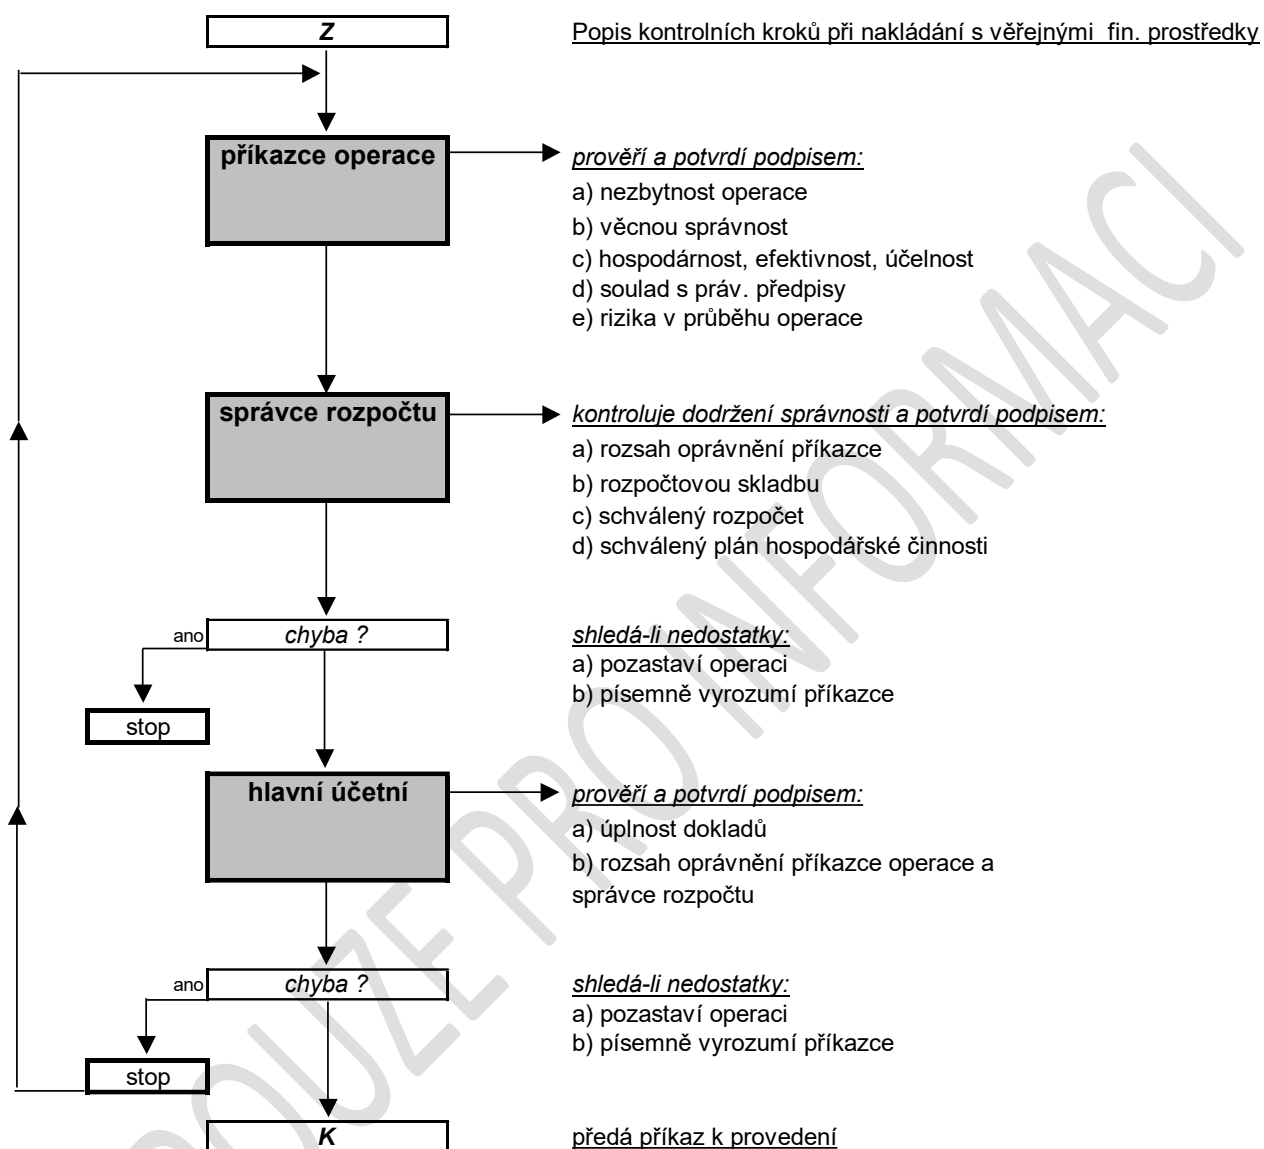 Z
Popis kontrolních kroků při nakládání s věřejnými fin. prostředky
příkazce operace
prověří a potvrdí podpisem:
a) nezbytnost operace
b) věcnou správnost
c) hospodárnost, efektivnost, účelnost
d) soulad s práv. předpisy
e) rizika v průběhu operace
správce rozpočtu
kontroluje dodržení správnosti a potvrdí podpisem:
a) rozsah oprávnění příkazce
b) rozpočtovou skladbu
c) schválený rozpočet
d) schválený plán hospodářské činnosti
ano
chyba ?
shledá-li nedostatky:
a) pozastaví operaci
b) písemně vyrozumí příkazce
stop
hlavní účetní
prověří a potvrdí podpisem:
a) úplnost dokladů
b) rozsah oprávnění příkazce operace a
správce rozpočtu
ano
chyba ?
shledá-li nedostatky:
a) pozastaví operaci
b) písemně vyrozumí příkazce
stop
K
předá příkaz k provedení
POUZE PRO INFORMACI